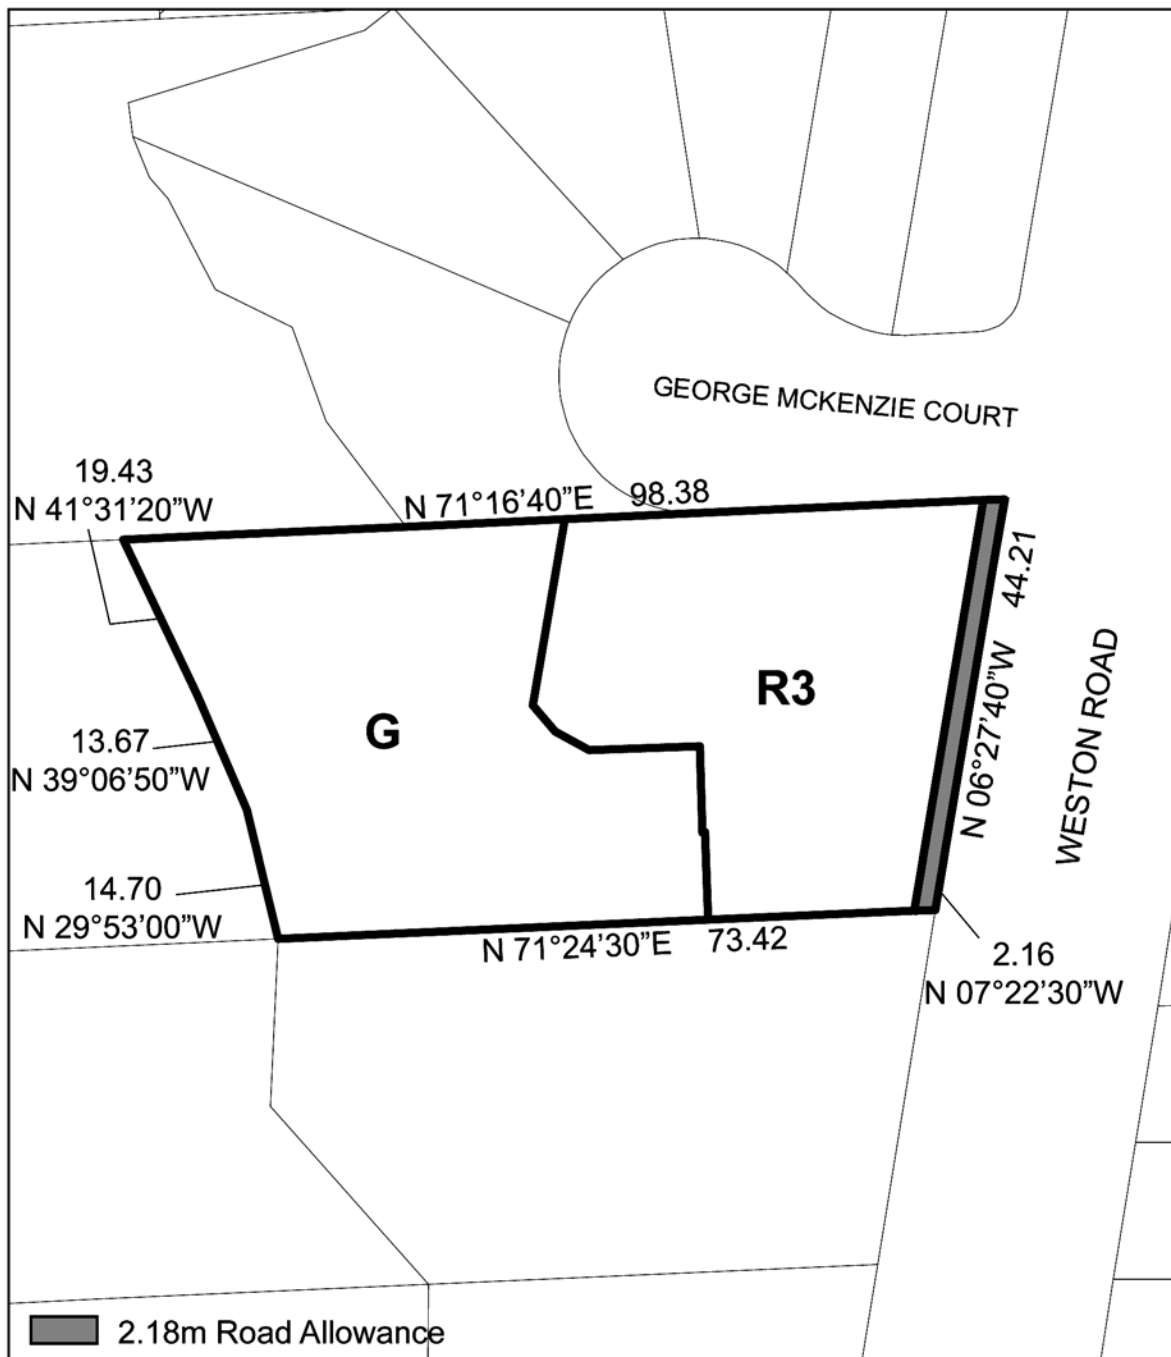 GEORGE MCKENZIE COURT
19.43
N 41°31’20”W
N 71°16’40”E 98.38
44.21
N 06°27’40”W
WESTON ROAD
R3
G
13.67
N 39°06’50”W
14.70
N 29°53’00”W
N 71°24’30”E 73.42
2.16
N 07°22’30”W
2.18m Road Allowance